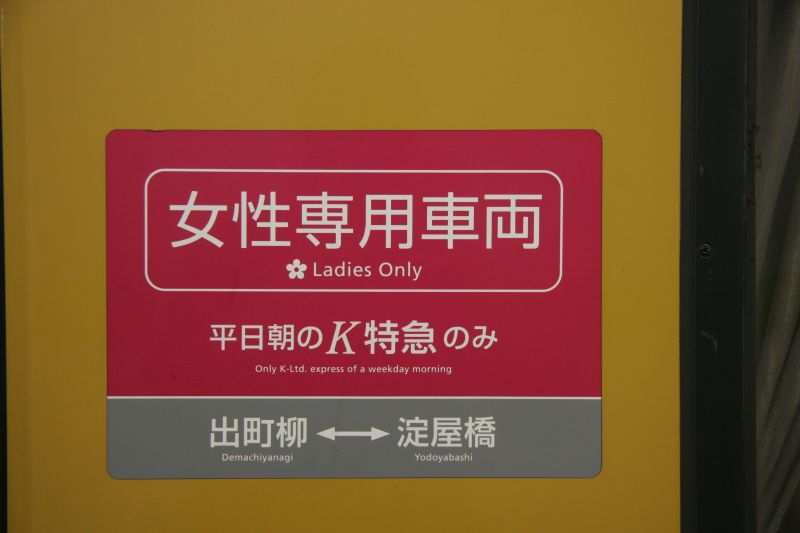 女性専用車両
Ladies Only
平日朝のK特急のみ
Only K-Ltd. express of a weekday morning
出町柳 ↔ 淀屋橋
Demachiyanagi Yodoyabashi